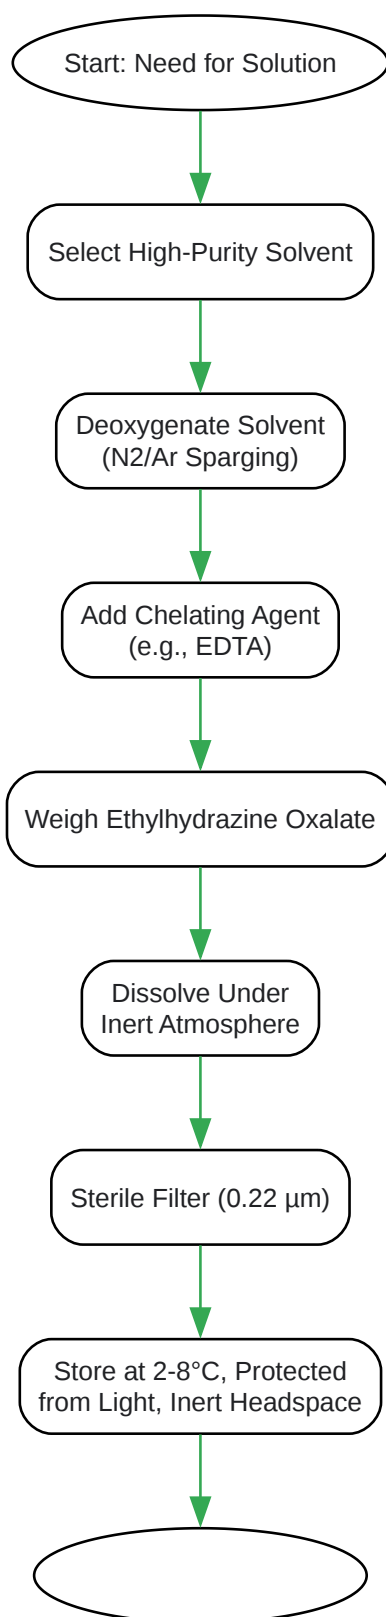 Start: Need for Solution
Select High-Purity Solvent
Deoxygenate Solvent
(N2/Ar Sparging)
Add Chelating Agent
(e.g., EDTA)
Weigh Ethylhydrazine Oxalate
Dissolve Under
Inert Atmosphere
Sterile Filter (0.22 µm)
Store at 2-8°C, Protected
from Light, Inert Headspace